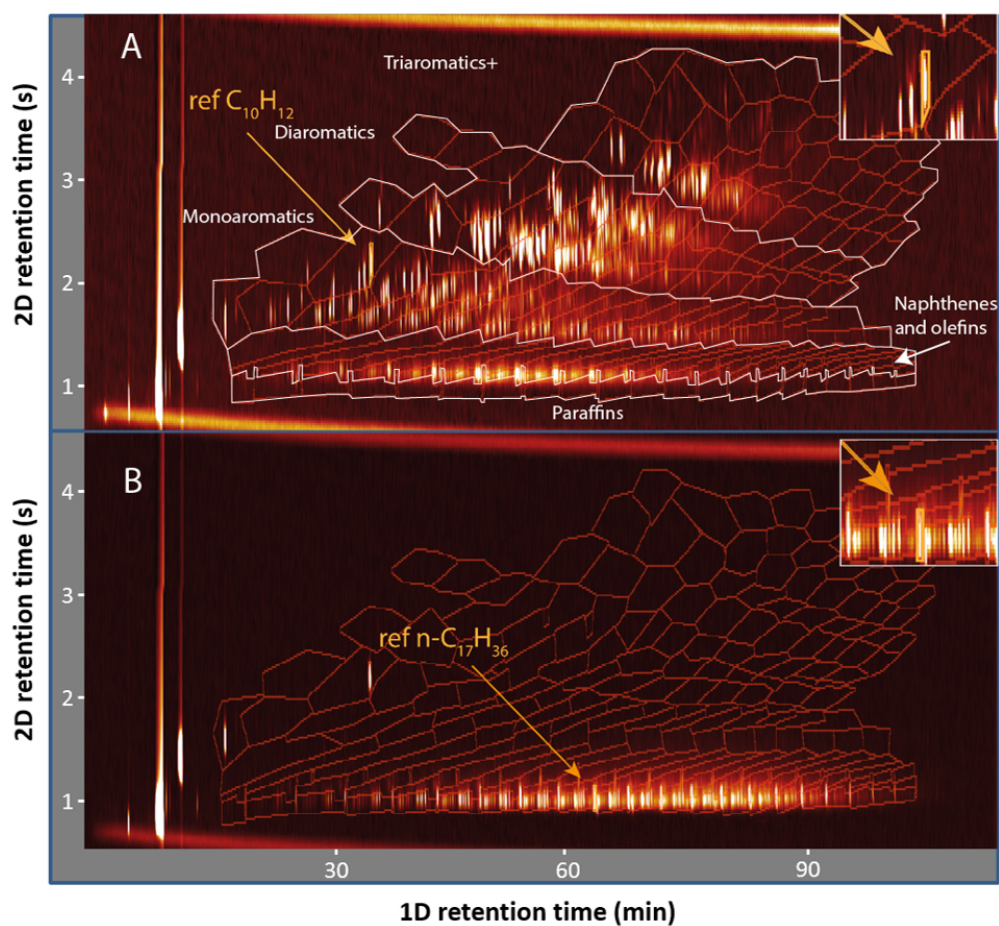 A
Triaromatics+
ref C₁₀H₁₂
Diaromatics
Monoaromatics
Naphthenes
and olefins
Paraffins
2D retention time (s)
4
3
2
1
B
ref n-C₁₇H₃₆
2D retention time (s)
4
3
2
1
30
60
90
1D retention time (min)